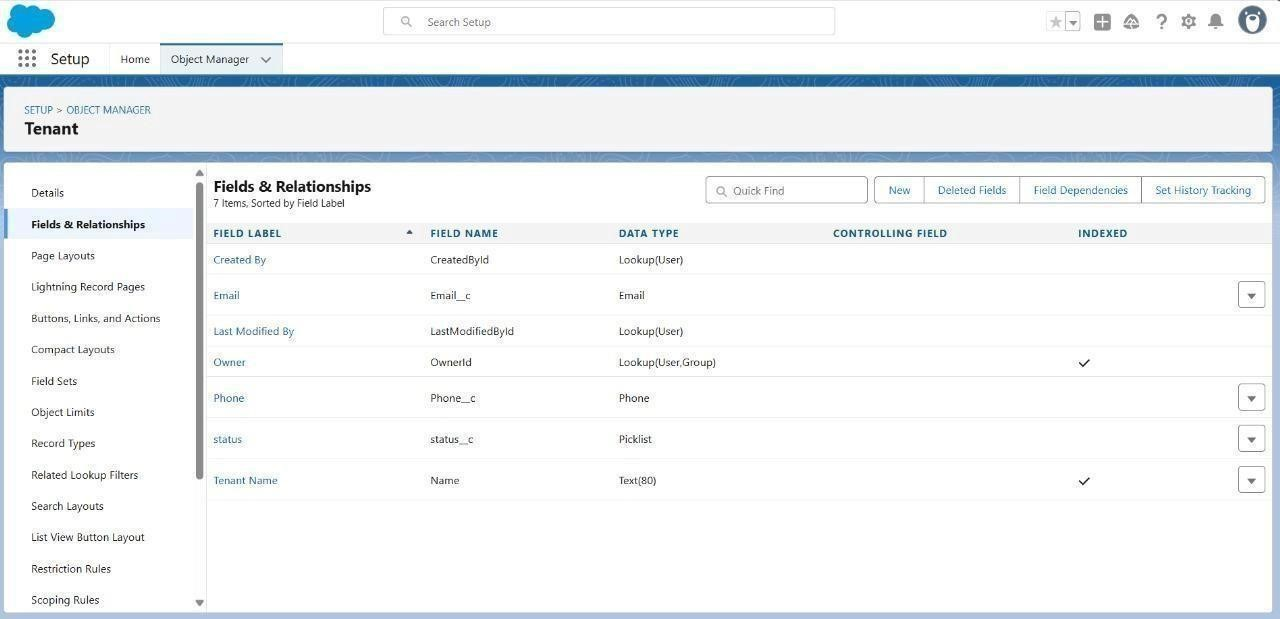 Search Setup
Setup
Home
Object Manager
SETUP > OBJECT MANAGER
Tenant
Details
Fields & Relationships
Page Layouts
Lightning Record Pages
Buttons, Links, and Actions
Compact Layouts
Field Sets
Object Limits
Record Types
Related Lookup Filters
Search Layouts
List View Button Layout
Restriction Rules
Scoping Rules
Fields & Relationships
7 Items, Sorted by Field Label
Quick Find
New
Deleted Fields
Field Dependencies
Set History Tracking
FIELD LABEL FIELD NAME DATA TYPE CONTROLLING FIELD INDEXED
Created By CreatedById Lookup(User)
Email Email__c Email
Last Modified By LastModifiedById Lookup(User)
Owner OwnerId Lookup(User,Group)
Phone Phone__c Phone
status status__c Picklist
Tenant Name Name Text(80)